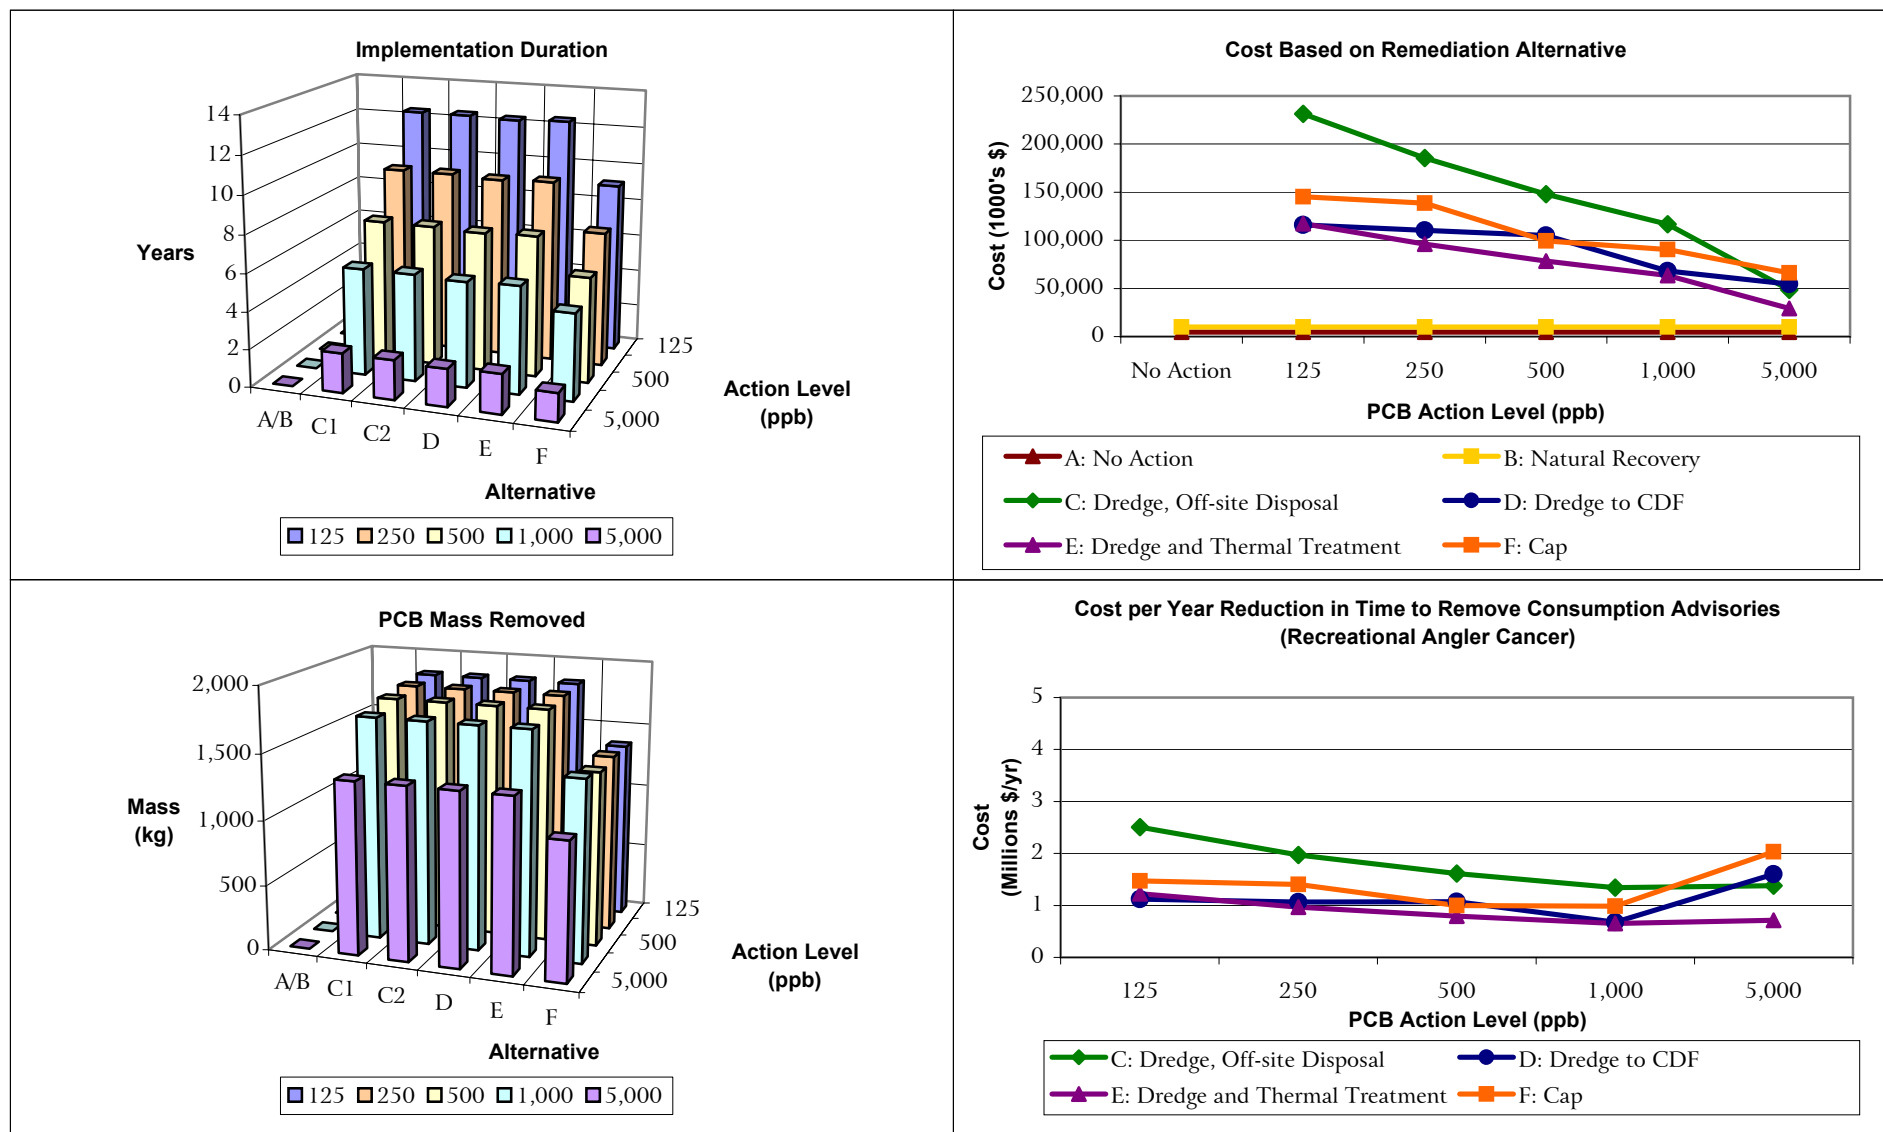 Implementation Duration
14
12
10
8
6
4
2
0
Years
A/B
C1
C2
D
E
F
125
500
5,000
Action Level
(ppb)
Alternative
125 250 500 1,000 5,000
Cost Based on Remediation Alternative
250,000
200,000
150,000
100,000
50,000
0
Cost (1000's $)
No Action 125 250 500 1,000 5,000
PCB Action Level (ppb)
A: No Action B: Natural Recovery
C: Dredge, Off-site Disposal D: Dredge to CDF
E: Dredge and Thermal Treatment F: Cap
PCB Mass Removed
2,000
1,500
1,000
500
0
Mass
(kg)
A/B
C1
C2
D
E
F
125
500
5,000
Action Level
(ppb)
Alternative
125 250 500 1,000 5,000
Cost per Year Reduction in Time to Remove Consumption Advisories
(Recreational Angler Cancer)
5
4
3
2
1
0
Cost
(Millions $/yr)
125 250 500 1,000 5,000
PCB Action Level (ppb)
C: Dredge, Off-site Disposal D: Dredge to CDF
E: Dredge and Thermal Treatment F: Cap